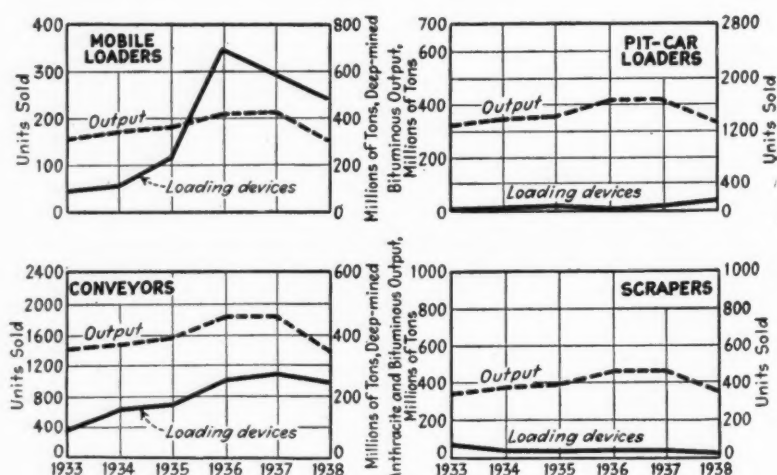 MOBILE
LOADERS
400
300
200
100
0
Units Sold
Output
Loading devices
800
600
400
200
0
Millions of Tons, Deep-mined
PIT-CAR
LOADERS
Bituminous Output,
Millions of Tons
700
600
400
200
0
Output
Loading devices
2800
2000
1200
400
0
Units Sold
CONVEYORS
2400
2000
1600
1200
800
400
Units Sold
Output
Loading devices
600
400
200
0
Millions of Tons, Deep-mined
1933 1934 1935 1936 1937 1938
SCRAPERS
Anthracite and Bituminous Output,
Millions of Tons
1000
800
600
400
200
0
Output
Loading devices
1000
800
600
400
200
0
Units Sold
1933 1934 1935 1936 1937 1938